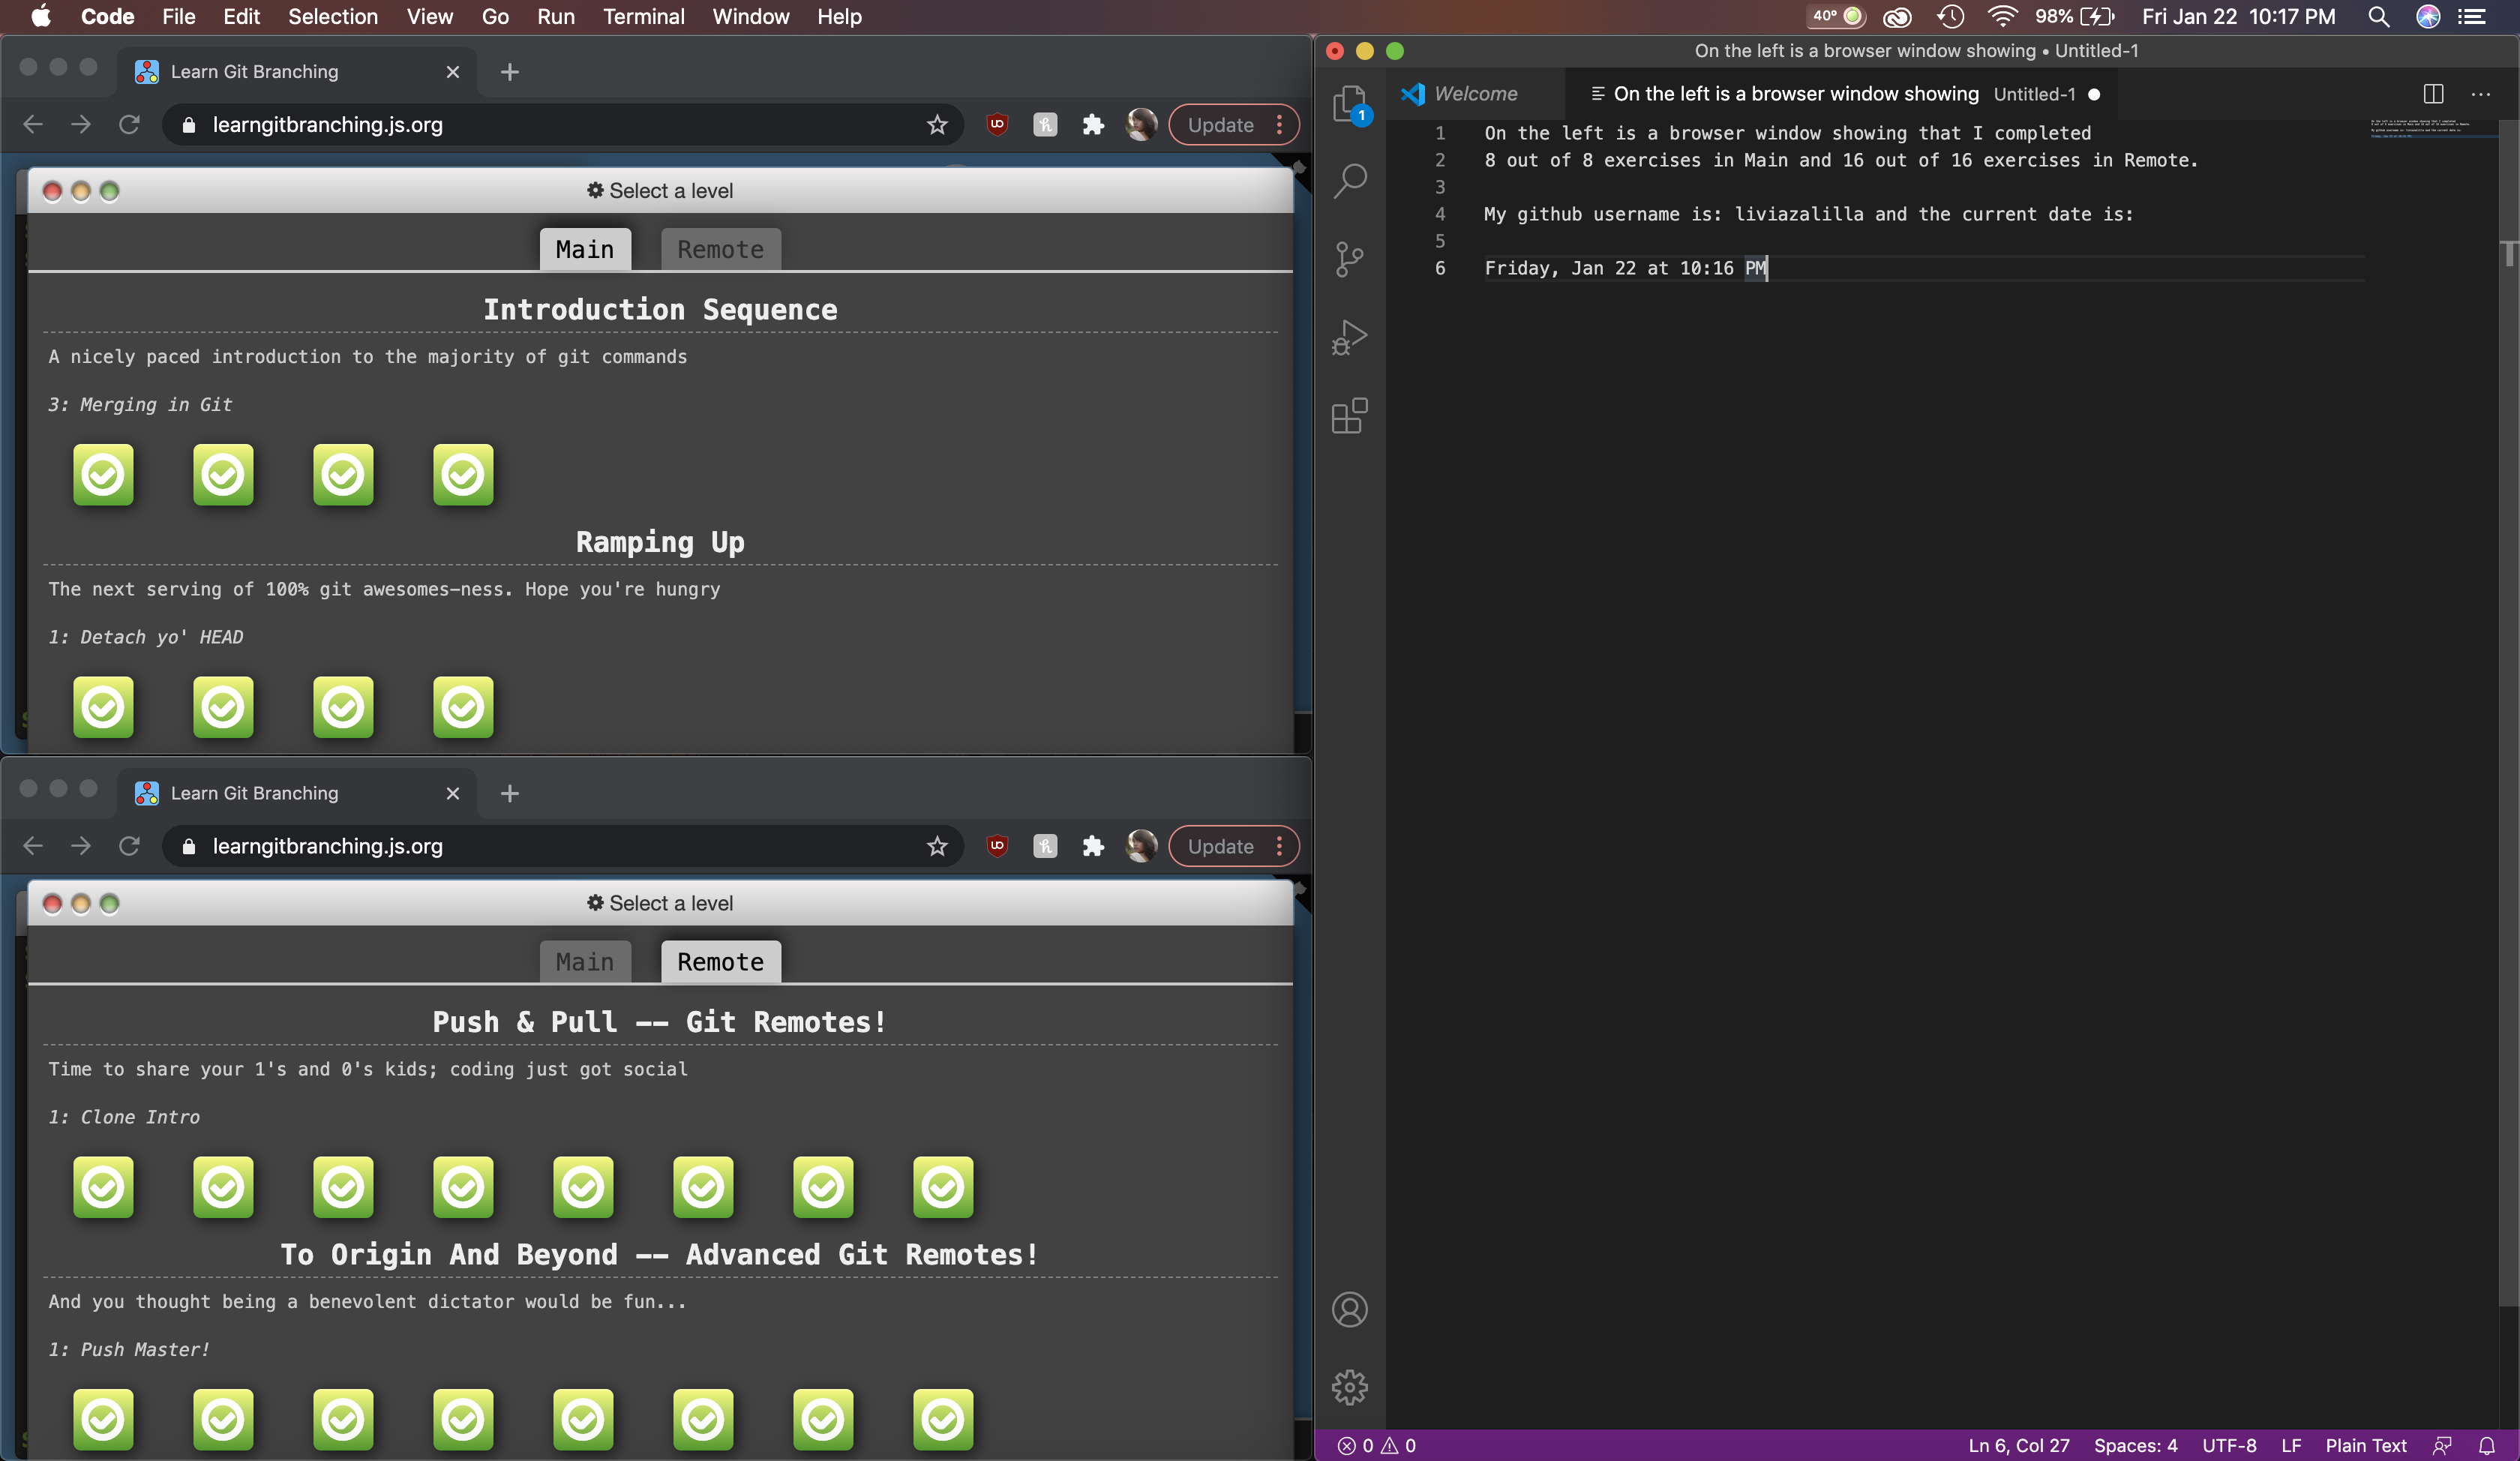 Code File Edit Selection View Go Run Terminal Window Help
40° 98% Fri Jan 22 10:17 PM
Learn Git Branching
learngitbranching.js.org
Update
Select a level
Main Remote
Introduction Sequence
A nicely paced introduction to the majority of git commands
3: Merging in Git
Ramping Up
The next serving of 100% git awesomes-ness. Hope you're hungry
1: Detach yo' HEAD
Learn Git Branching
learngitbranching.js.org
Update
Select a level
Main Remote
Push & Pull -- Git Remotes!
Time to share your 1's and 0's kids; coding just got social
1: Clone Intro
To Origin And Beyond -- Advanced Git Remotes!
And you thought being a benevolent dictator would be fun...
1: Push Master!
On the left is a browser window showing • Untitled-1
Welcome
On the left is a browser window showing Untitled-1
1
1 On the left is a browser window showing that I completed
2 8 out of 8 exercises in Main and 16 out of 16 exercises in Remote.
3
4 My github username is: liviazalilla and the current date is:
5
6 Friday, Jan 22 at 10:16 PM
0 0
Ln 6, Col 27 Spaces: 4 UTF-8 LF Plain Text